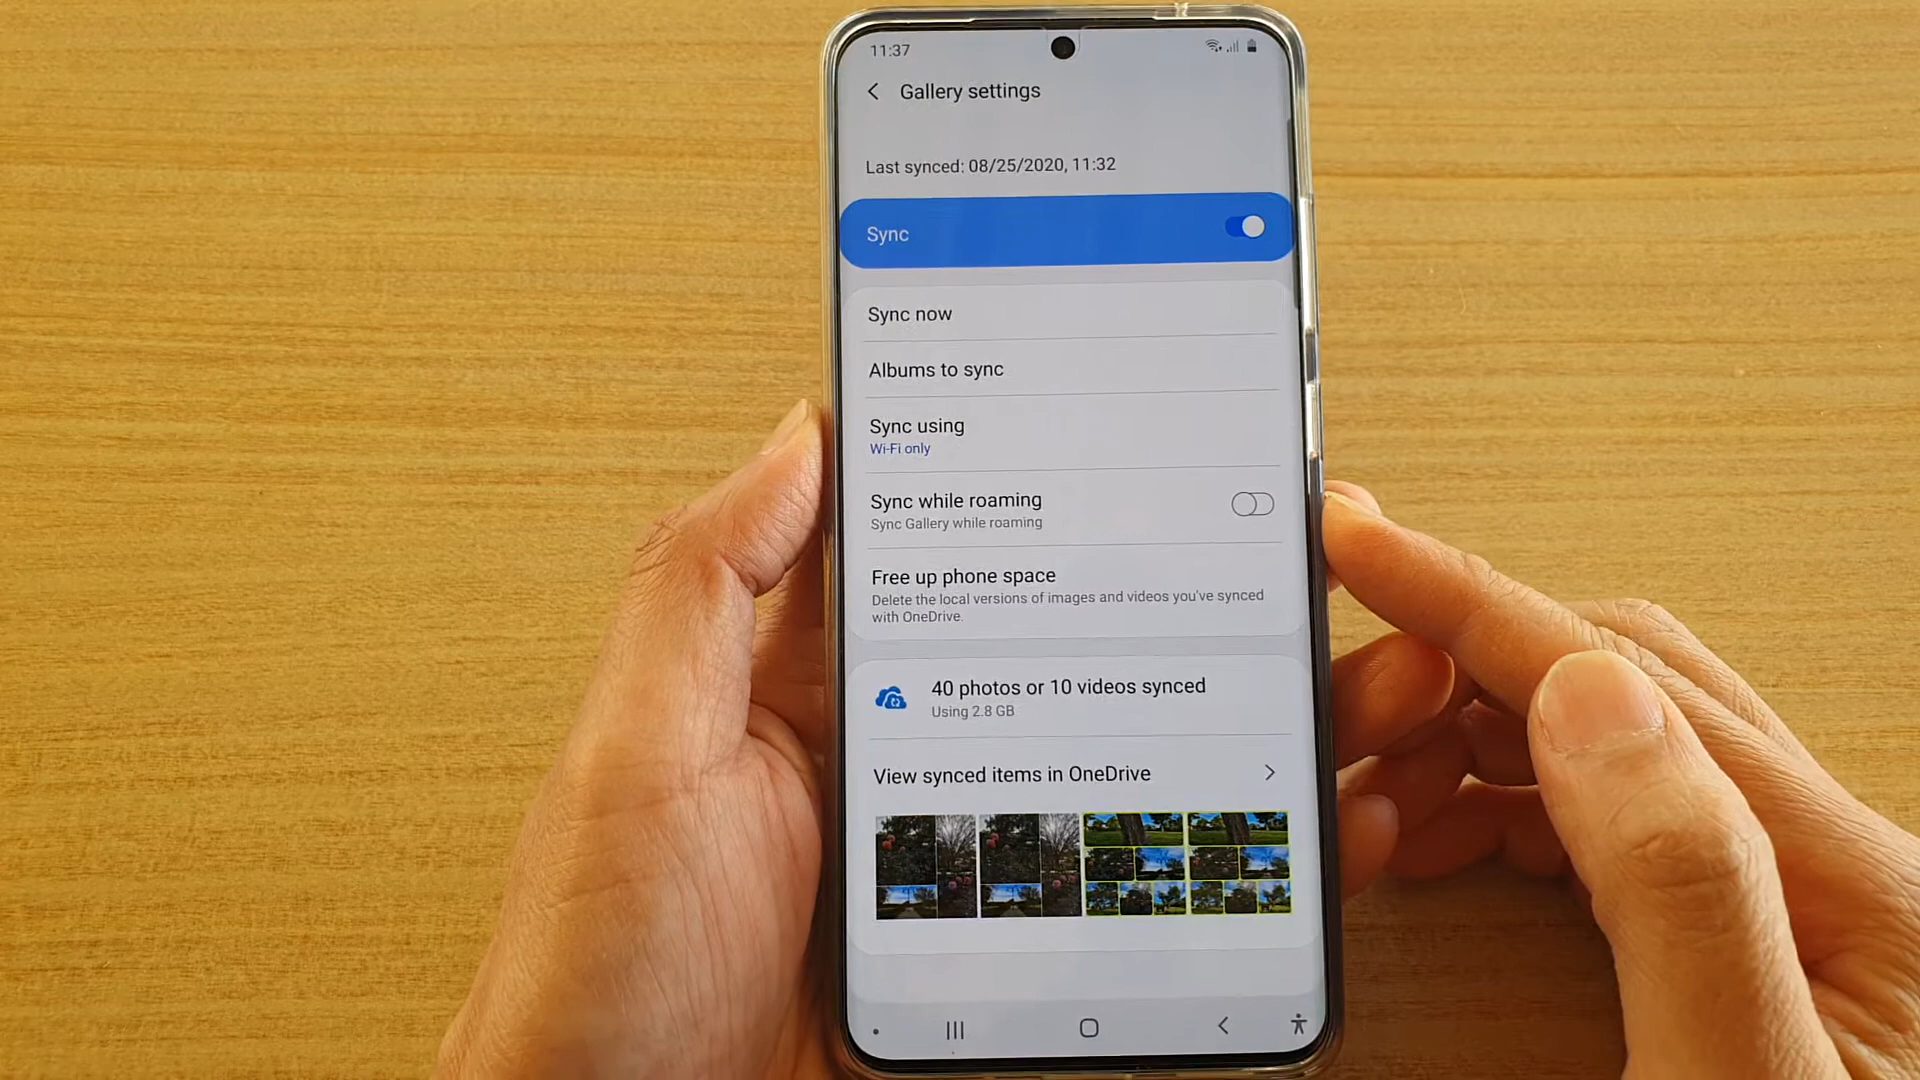 11:37
Gallery settings
Last synced: 08/25/2020, 11:32
Sync
Sync now
Albums to sync
Sync using
Wi-Fi only
Sync while roaming
Sync Gallery while roaming
Free up phone space
Delete the local versions of images and videos you've synced
with OneDrive.
40 photos or 10 videos synced
Using 2.8 GB
View synced items in OneDrive